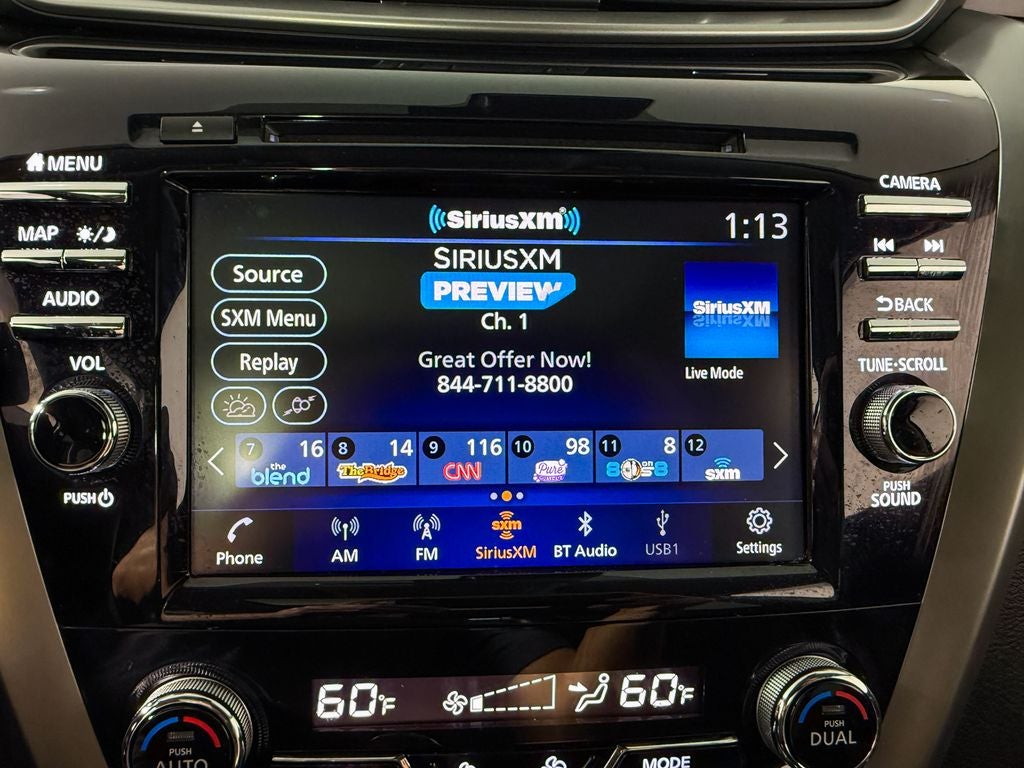 MENU
CAMERA
MAP
AUDIO
BACK
VOL
TUNE·SCROLL
PUSH
PUSH
SOUND
SiriusXM
1:13
Source
SXM Menu
Replay
SIRIUSXM
PREVIEW
Ch. 1
Great Offer Now!
844-711-8800
SiriusXM
Live Mode
7 16 8 14 9 116 10 98 11 8 12
the blend TheBridge CNN Pure 80s on 8 sxm
sxm
Phone AM FM SiriusXM BT Audio USB1 Settings
60°F 60°F
PUSH
AUTO
PUSH
DUAL
MODE